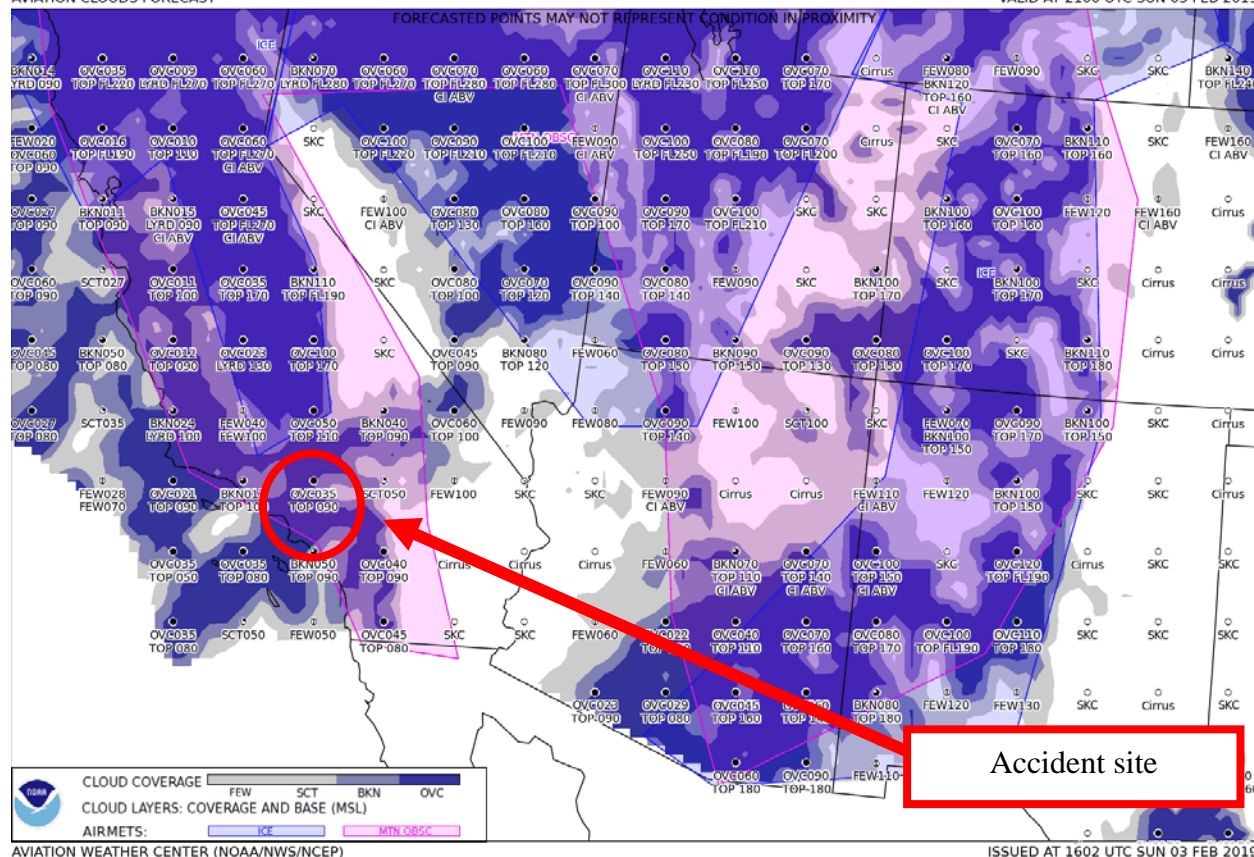 AVIATION CLOUDS FORECAST
VALID AT 2100 UTC SUN 03 FEB 2019
FORECASTED POINTS MAY NOT REPRESENT CONDITION IN PROXIMITY
ICE
BKN014 OVC035 OVC009 OVC060 BKN070 OVC060 OVC070 OVC060 OVC070 OVC110 OVC110 OVC070 Cirrus FEW080 FEW090 SKC SKC BKN140
LYRD 090 TOP FL220 LYRD FL270 TOP FL270 LYRD FL280 TOP FL270 TOP FL280 TOP FL280 TOP FL300 LYRD FL230 TOP FL250 TOP 170 BKN120 TOP FL240
CI ABV CI ABV TOP 160
CI ABV
MTN OBSC
FEW020 OVC016 OVC010 OVC060 SKC OVC100 OVC090 OVC100 FEW090 OVC100 OVC080 OVC070 Cirrus SKC OVC070 BKN110 SKC FEW160
OVC060 TOP FL190 TOP 110 TOP FL270 TOP FL220 TOP FL210 TOP FL210 CI ABV TOP FL250 TOP FL190 TOP FL200 TOP 160 TOP 160 CI ABV
TOP 090 CI ABV
OVC027 BKN011 BKN015 OVC045 SKC FEW100 OVC080 OVC080 OVC090 OVC090 OVC100 SKC SKC BKN100 OVC100 FEW120 FEW160 Cirrus
TOP 090 TOP 090 LYRD 090 TOP FL270 CI ABV TOP 130 TOP 160 TOP 100 TOP 170 TOP FL210 TOP 160 TOP 160 CI ABV
CI ABV CI ABV
ICE
OVC060 SCT027 OVC011 OVC035 BKN110 SKC OVC080 OVC070 OVC090 OVC080 FEW090 SKC BKN100 SKC BKN100 SKC Cirrus Cirrus
TOP 090 TOP 100 TOP 170 TOP FL190 TOP 100 TOP 120 TOP 140 TOP 140 TOP 170 TOP 170
OVC045 BKN050 OVC012 OVC023 OVC100 SKC OVC045 BKN080 FEW060 OVC080 BKN090 OVC090 OVC080 OVC100 SKC BKN110 Cirrus Cirrus
TOP 080 TOP 080 TOP 090 LYRD 130 TOP 170 TOP 090 TOP 120 TOP 150 TOP 150 TOP 130 TOP 150 TOP 170 TOP 180
OVC027 SCT035 BKN024 FEW040 OVC050 BKN040 OVC060 FEW090 FEW080 OVC090 FEW100 SCT100 SKC FEW070 OVC090 BKN100 SKC Cirrus
TOP 080 LYRD 100 FEW100 TOP 110 TOP 090 TOP 100 TOP 140 BKN100 TOP 170 TOP 150
TOP 150
FEW028 OVC021 OVC035 SCT050 FEW100 SKC SKC FEW090 Cirrus Cirrus FEW110 FEW120 BKN100 SKC Cirrus
FEW070 TOP 090 TOP 090 CI ABV CI ABV TOP 150
OVC035 OVC035 BKN050 OVC040 Cirrus Cirrus Cirrus FEW060 BKN070 OVC070 OVC100 SKC OVC120 Cirrus SKC SKC
TOP 050 TOP 080 TOP 090 TOP 090 TOP 110 TOP 140 TOP 150 TOP FL190
CI ABV CI ABV CI ABV
OVC035 SCT050 FEW050 OVC045 SKC SKC FEW060 OVC022 OVC040 OVC070 OVC080 OVC100 OVC110 SKC SKC SKC
TOP 080 TOP 080 TOP 110 TOP 160 TOP 170 TOP FL190 TOP 180
OVC023 OVC029 OVC045 BKN080 FEW120 FEW130 SKC Cirrus SKC
TOP 090 TOP 080 TOP 160 TOP 180
OVC060 OVC090 FEW110
TOP 180 TOP 180
Accident site
NOAA
CLOUD COVERAGE
FEW SCT BKN OVC
CLOUD LAYERS: COVERAGE AND BASE (MSL)
AIRMETS: ICE MTN OBSC
AVIATION WEATHER CENTER (NOAA/NWS/NCEP)
ISSUED AT 1602 UTC SUN 03 FEB 2019